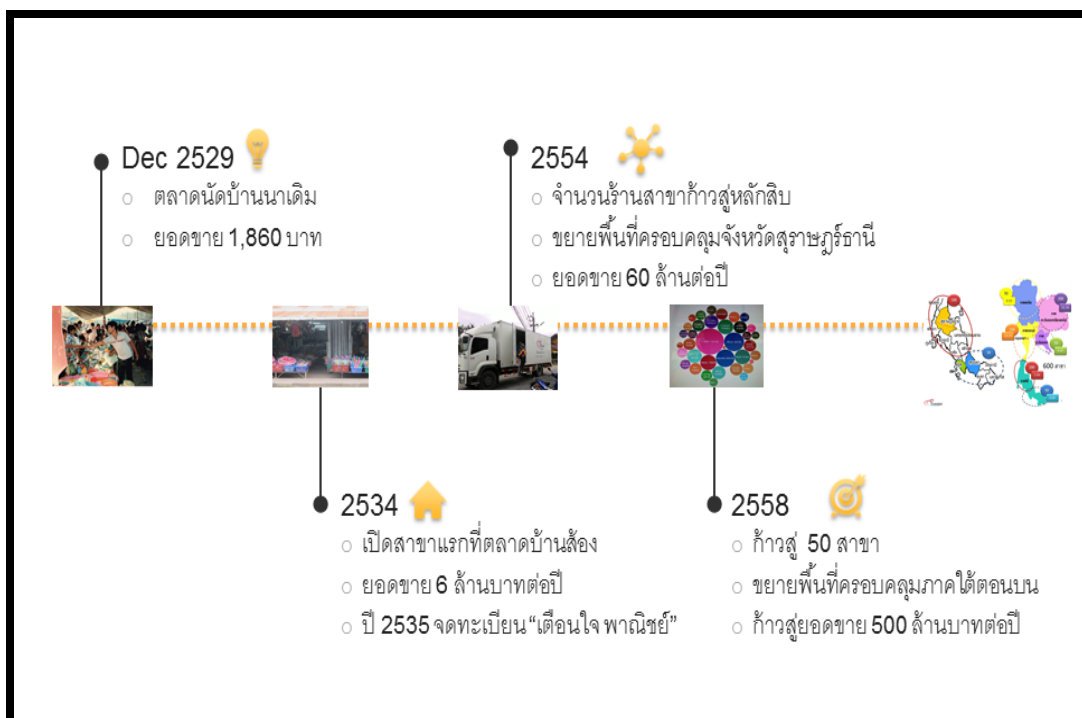 Dec 2529
ตลาดนัดบ้านนาเดิม
ยอดขาย 1,860 บาท
2554
จำนวนร้านสาขาก้าวสู่หลักสิบ
ขยายพื้นที่ครอบคลุมจังหวัดสุราษฎร์ธานี
ยอดขาย 60 ล้านต่อปี
600 สาขา
2534
เปิดสาขาแรกที่ตลาดบ้านส้อง
ยอดขาย 6 ล้านบาทต่อปี
ปี 2535 จดทะเบียน “เตือนใจ พาณิชย์”
2558
ก้าวสู่ 50 สาขา
ขยายพื้นที่ครอบคลุมภาคใต้ตอนบน
ก้าวสู่ยอดขาย 500 ล้านบาทต่อปี